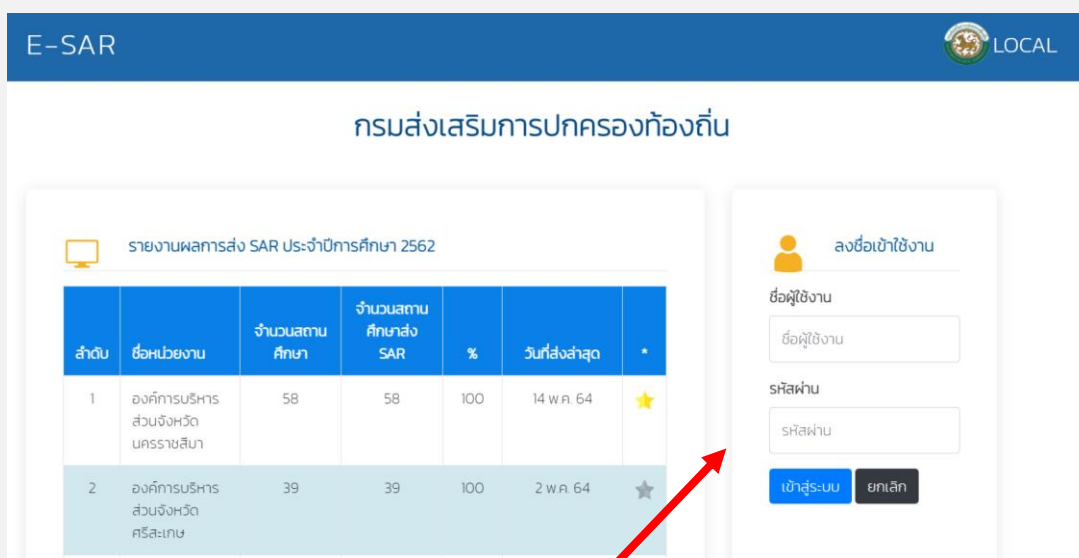 E-SAR
LOCAL
กรมส่งเสริมการปกครองท้องถิ่น
รายงานผลการส่ง SAR ประจำปีการศึกษา 2562
ลำดับ ชื่อหน่วยงาน จำนวนสถานศึกษา จำนวนสถานศึกษาส่ง SAR % วันที่ส่งล่าสุด *
1 องค์การบริหารส่วนจังหวัดนครราชสีมา 58 58 100 14 พ.ค. 64
2 องค์การบริหารส่วนจังหวัดศรีสะเกษ 39 39 100 2 พ.ค. 64
ลงชื่อเข้าใช้งาน
ชื่อผู้ใช้งาน
ชื่อผู้ใช้งาน
รหัสผ่าน
รหัสผ่าน
เข้าสู่ระบบ ยกเลิก